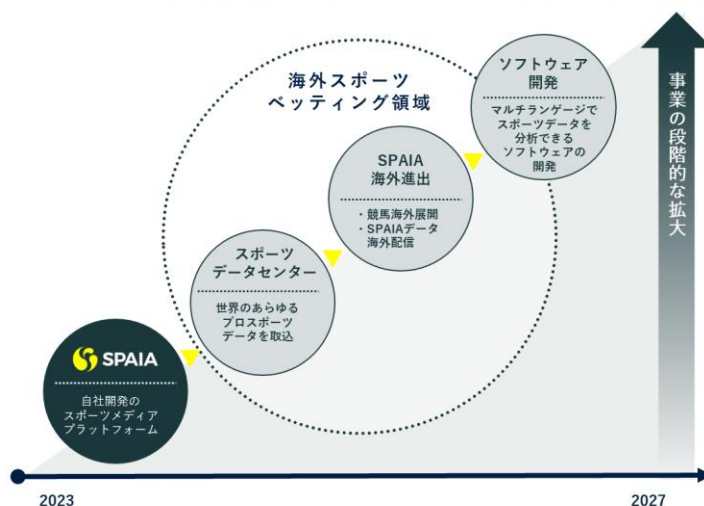 海外スポーツ
ベッティング領域
ソフトウェア
開発
マルチランゲージで
スポーツデータを
分析できる
ソフトウェアの
開発
事業の段階的な拡大
SPAIA
海外進出
・競馬海外展開
・SPAIAデータ
海外配信
スポーツ
データセンター
世界のあらゆる
プロスポーツ
データを取込
SPAIA
自社開発の
スポーツメディア
プラットフォーム
2023
2027